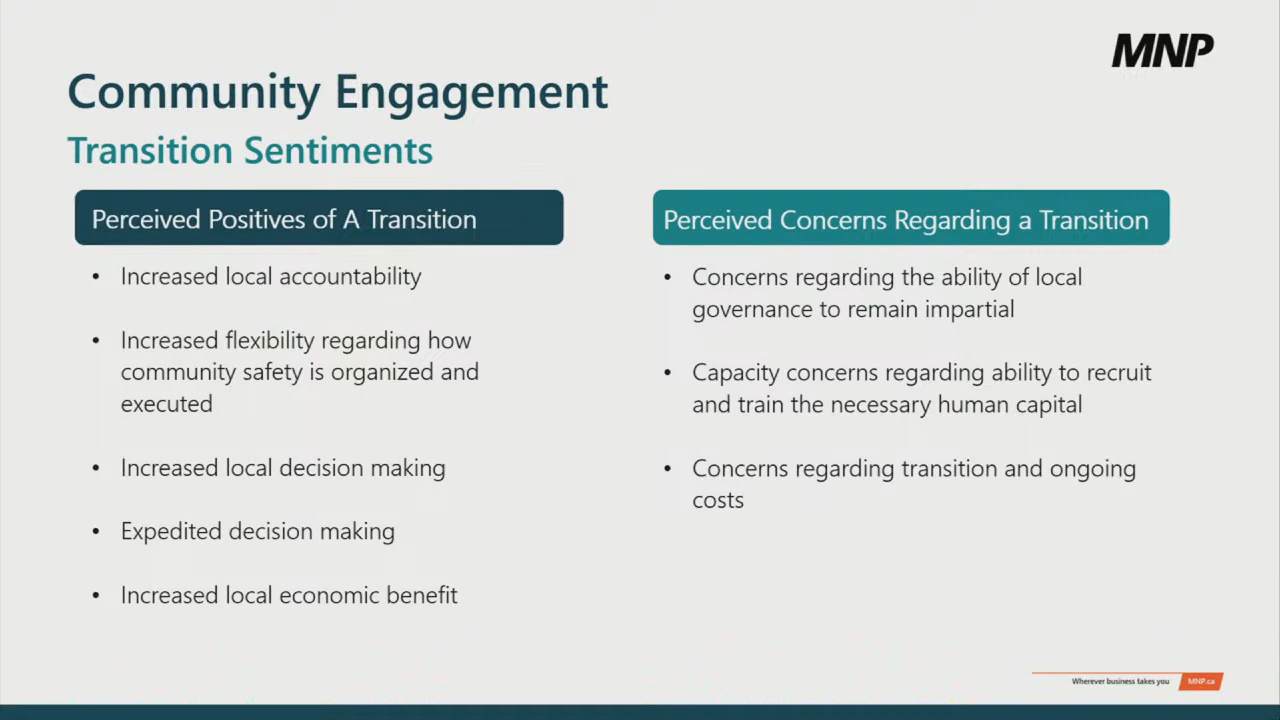 MNP
Community Engagement
Transition Sentiments
Perceived Positives of A Transition
• Increased local accountability
• Increased flexibility regarding how
community safety is organized and
executed
• Increased local decision making
• Expedited decision making
• Increased local economic benefit
Perceived Concerns Regarding a Transition
• Concerns regarding the ability of local
governance to remain impartial
• Capacity concerns regarding ability to recruit
and train the necessary human capital
• Concerns regarding transition and ongoing
costs
Wherever business takes you
MNP.ca